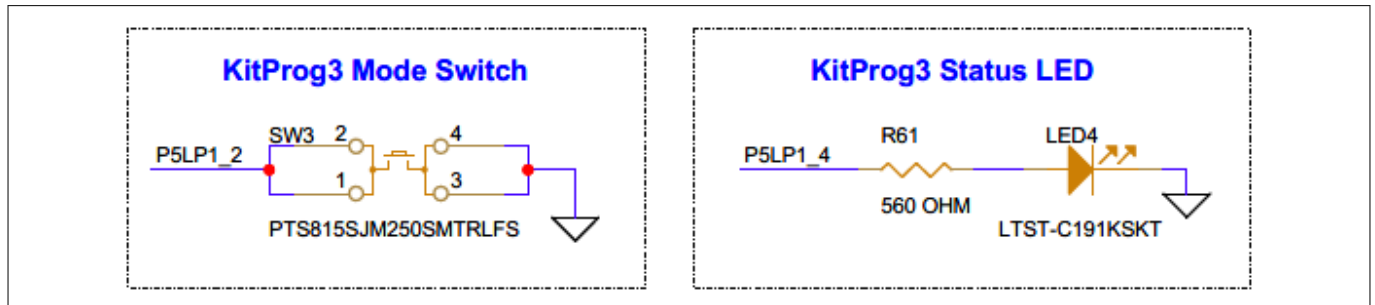 KitProg3 Mode Switch
SW3 2 4
P5LP1_2
1 3
PTS815SJM250SMTRLFS
KitProg3 Status LED
R61 LED4
P5LP1_4
560 OHM
LTST-C191KSKT